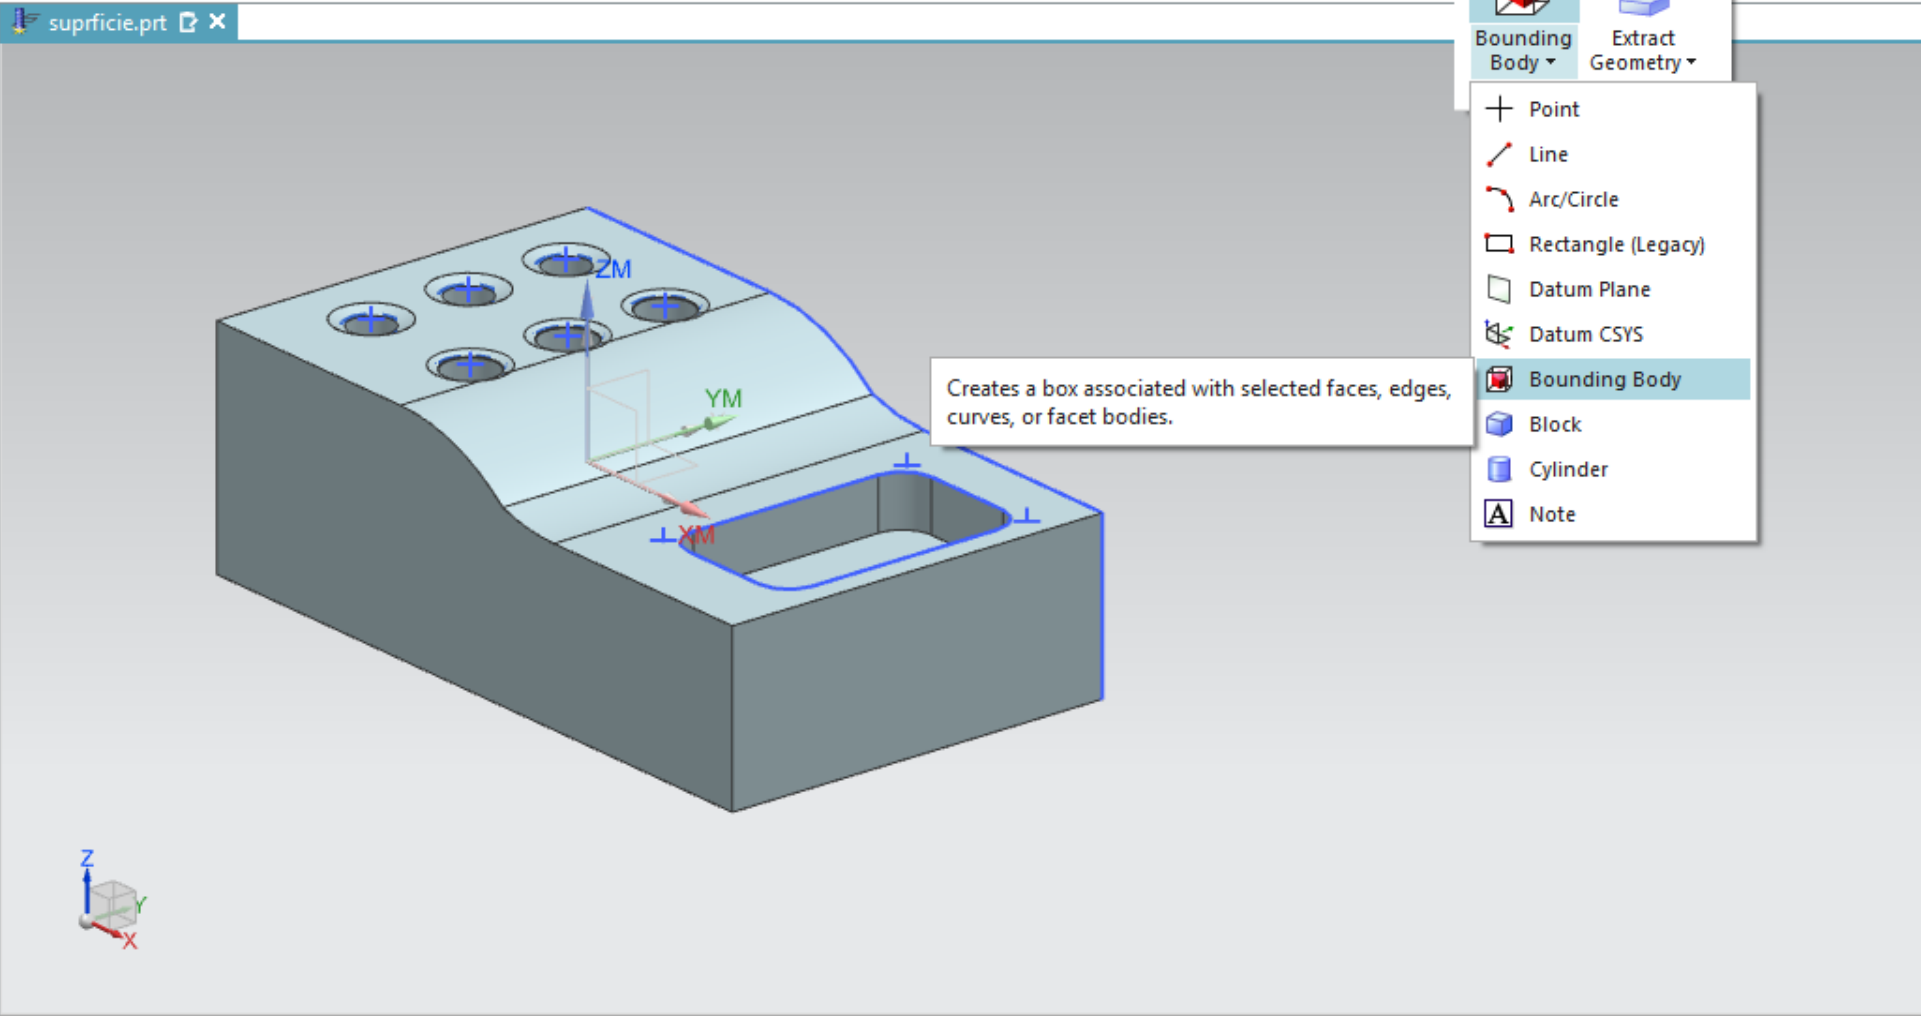 suprficie.prt
Bounding Body
Extract Geometry
Point
Line
Arc/Circle
Rectangle (Legacy)
Datum Plane
Datum CSYS
Bounding Body
Block
Cylinder
Note
Creates a box associated with selected faces, edges,
curves, or facet bodies.
ZM
YM
XM
Z
Y
X